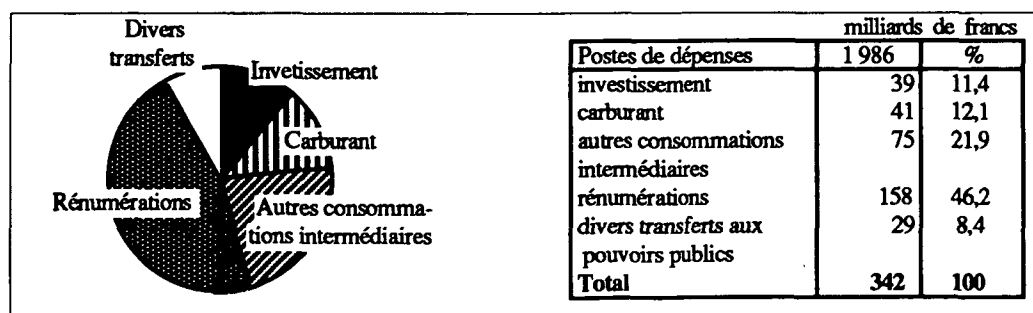 Divers
transferts
Invetissement
Carburant
Rénumérations
Autres consomma-
tions intermédiaires
milliards de francs
Postes de dépenses 1986 %
investissement 39 11,4
carburant 41 12,1
autres consommations 75 21,9
intermédiaires
rénumérations 158 46,2
divers transferts aux 29 8,4
pouvoirs publics
Total 342 100